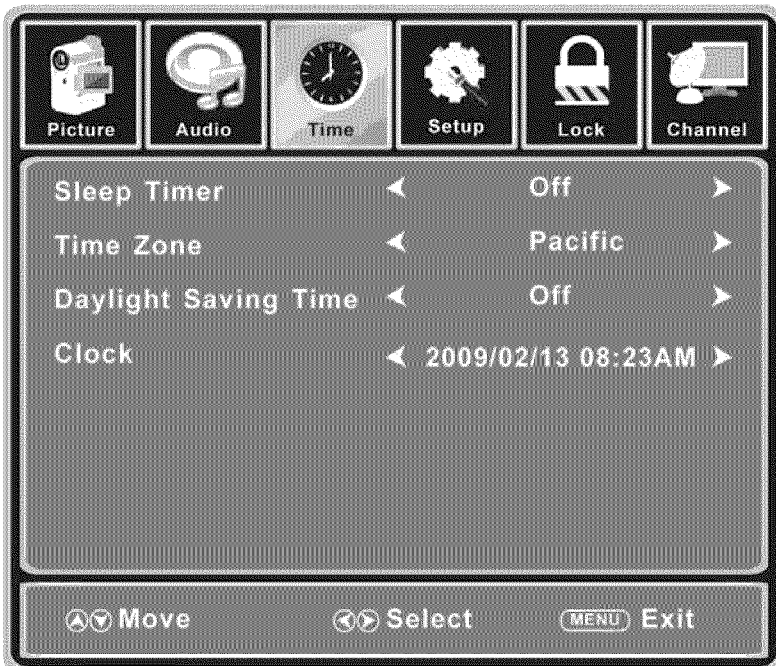 Picture Audio Time Setup Lock Channel
Sleep Timer Off
Time Zone Pacific
Daylight Saving Time Off
Clock 2009/02/13 08:23AM
Move Select MENU Exit